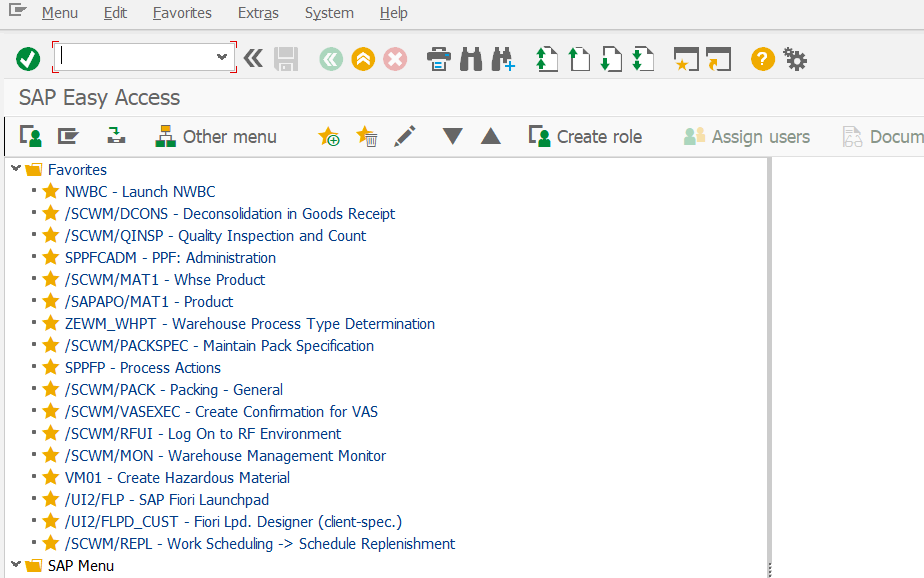 Menu Edit Favorites Extras System Help
SAP Easy Access
Other menu Create role Assign users Docum
Favorites
NWBC - Launch NWBC
/SCWM/DCONS - Deconsolidation in Goods Receipt
/SCWM/QINSP - Quality Inspection and Count
SPPFCADM - PPF: Administration
/SCWM/MAT1 - Whse Product
/SAPAPO/MAT1 - Product
ZEWM_WHPT - Warehouse Process Type Determination
/SCWM/PACKSPEC - Maintain Pack Specification
SPPFP - Process Actions
/SCWM/PACK - Packing - General
/SCWM/VASEXEC - Create Confirmation for VAS
/SCWM/RFUI - Log On to RF Environment
/SCWM/MON - Warehouse Management Monitor
VM01 - Create Hazardous Material
/UI2/FLP - SAP Fiori Launchpad
/UI2/FLPD_CUST - Fiori Lpd. Designer (client-spec.)
/SCWM/REPL - Work Scheduling -> Schedule Replenishment
SAP Menu